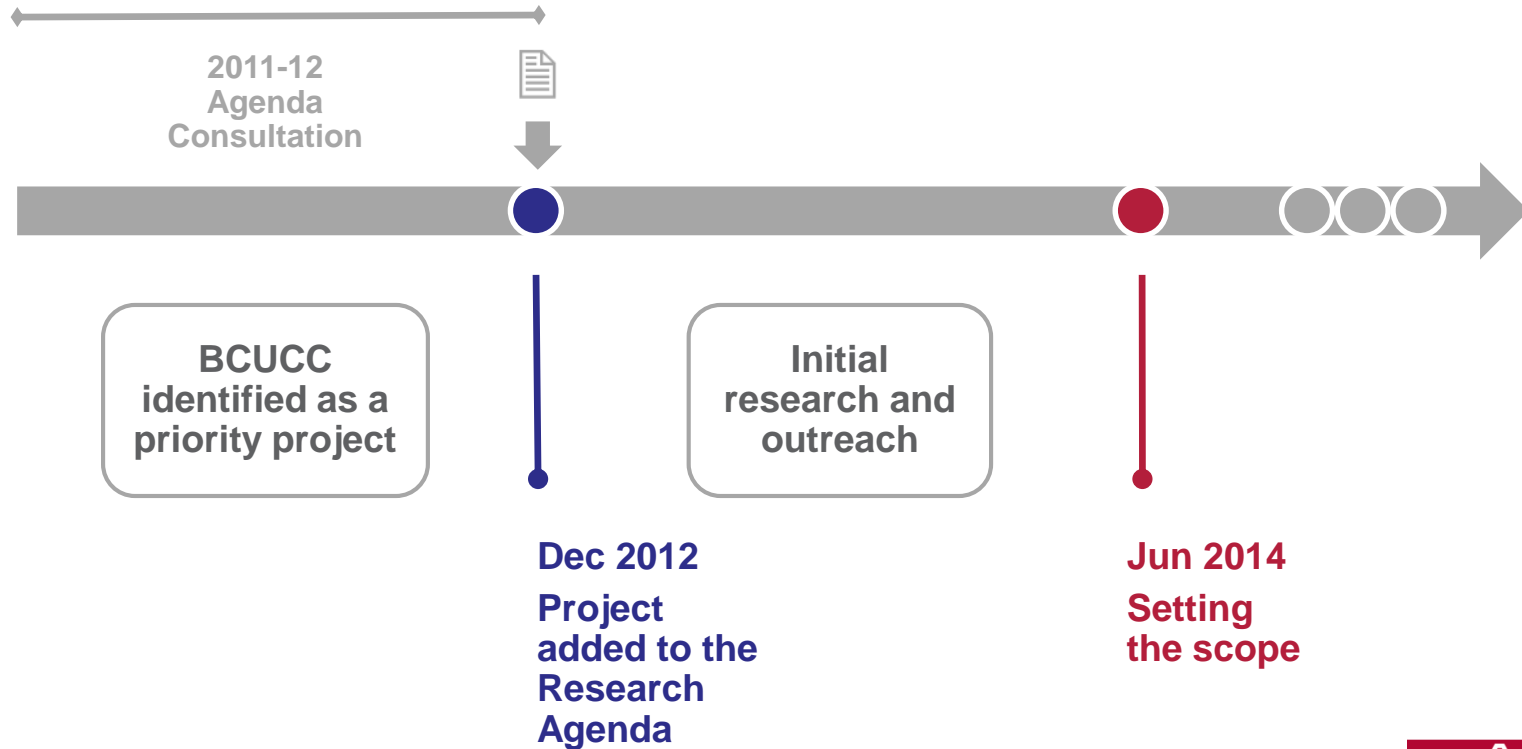 2011-12
Agenda
Consultation
BCUCC
identified as a
priority project
Initial
research and
outreach
Dec 2012
Project
added to the
Research
Agenda
Jun 2014
Setting
the scope